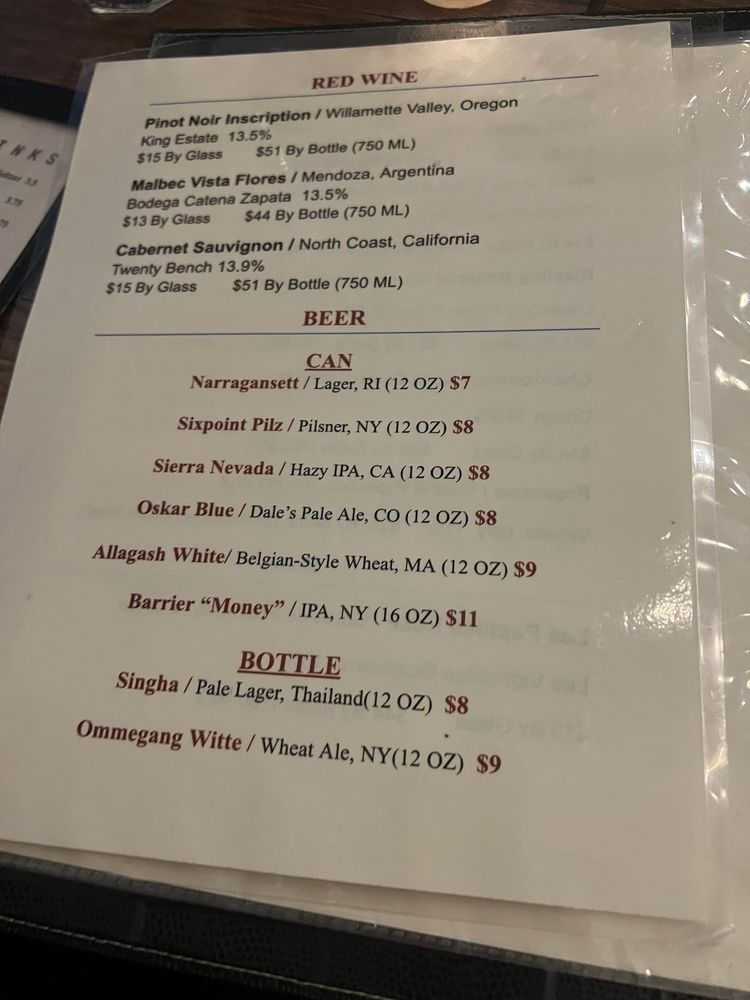 RED WINE
Pinot Noir Inscription / Willamette Valley, Oregon
King Estate 13.5%
$15 By Glass $51 By Bottle (750 ML)
Malbec Vista Flores / Mendoza, Argentina
Bodega Catena Zapata 13.5%
$13 By Glass $44 By Bottle (750 ML)
Cabernet Sauvignon / North Coast, California
Twenty Bench 13.9%
$15 By Glass $51 By Bottle (750 ML)
BEER
CAN
Narragansett / Lager, RI (12 OZ) $7
Sixpoint Pilz / Pilsner, NY (12 OZ) $8
Sierra Nevada / Hazy IPA, CA (12 OZ) $8
Oskar Blue / Dale's Pale Ale, CO (12 OZ) $8
Allagash White/ Belgian-Style Wheat, MA (12 OZ) $9
Barrier “Money” / IPA, NY (16 OZ) $11
BOTTLE
Singha / Pale Lager, Thailand(12 OZ) $8
Ommegang Witte / Wheat Ale, NY(12 OZ) $9